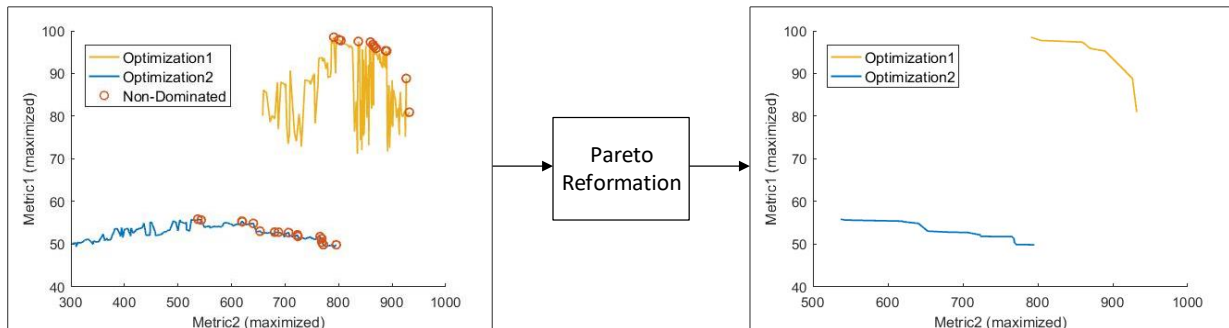 100
90
80
70
60
50
40
300 400 500 600 700 800 900 1000
Metric1 (maximized)
Metric2 (maximized)
Optimization1
Optimization2
Non-Dominated
Pareto
Reformation
100
90
80
70
60
50
40
500 600 700 800 900 1000
Metric1 (maximized)
Metric2 (maximized)
Optimization1
Optimization2